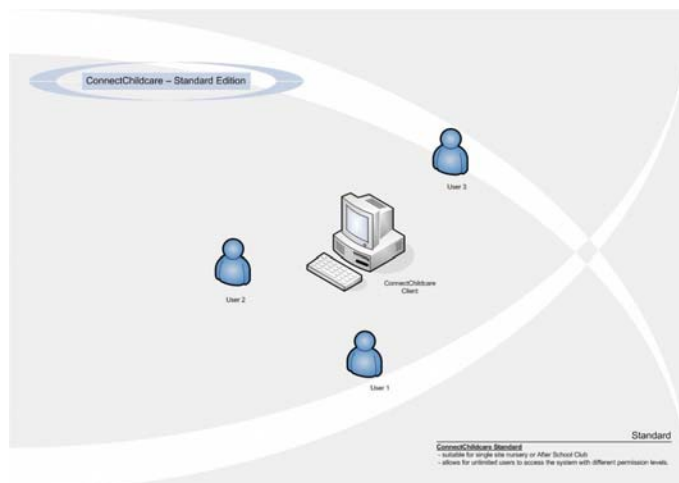 ConnectChildcare – Standard Edition
User 3
ConnectChildcare
Client
User 2
User 1
Standard
ConnectChildcare Standard
- suitable for single site nursery or After School Club
- allows for unlimited users to access the system with different permission levels.